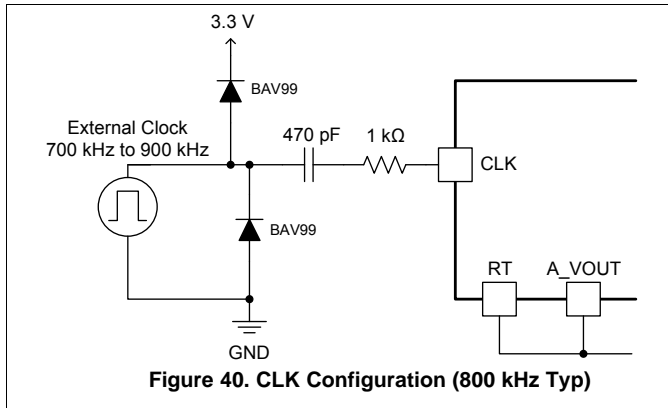 3.3 V
BAV99
External Clock
700 kHz to 900 kHz
470 pF
1 kΩ
CLK
BAV99
RT
A_VOUT
GND
Figure 40. CLK Configuration (800 kHz Typ)